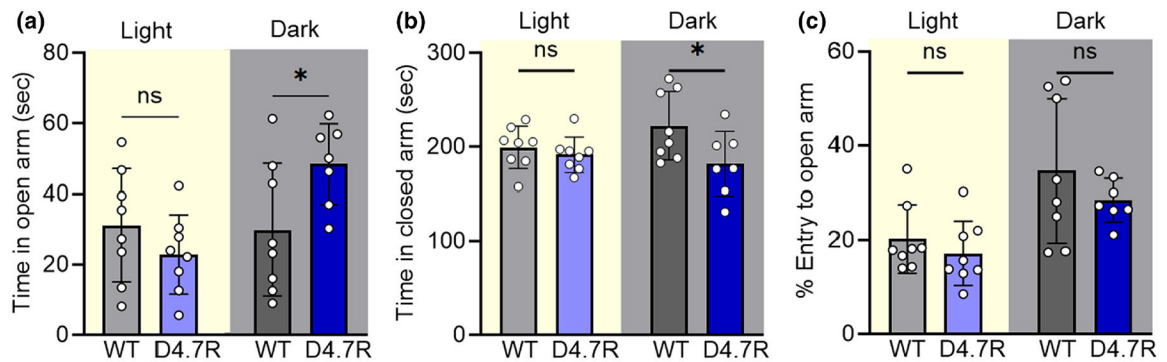 (a)
Light
Dark
Time in open arm (sec)
80
60
40
20
0
ns
*
WT
D4.7R
WT
D4.7R
(b)
Light
Dark
Time in closed arm (sec)
300
200
100
0
ns
*
WT
D4.7R
WT
D4.7R
(c)
Light
Dark
% Entry to open arm
60
40
20
0
ns
ns
WT
D4.7R
WT
D4.7R